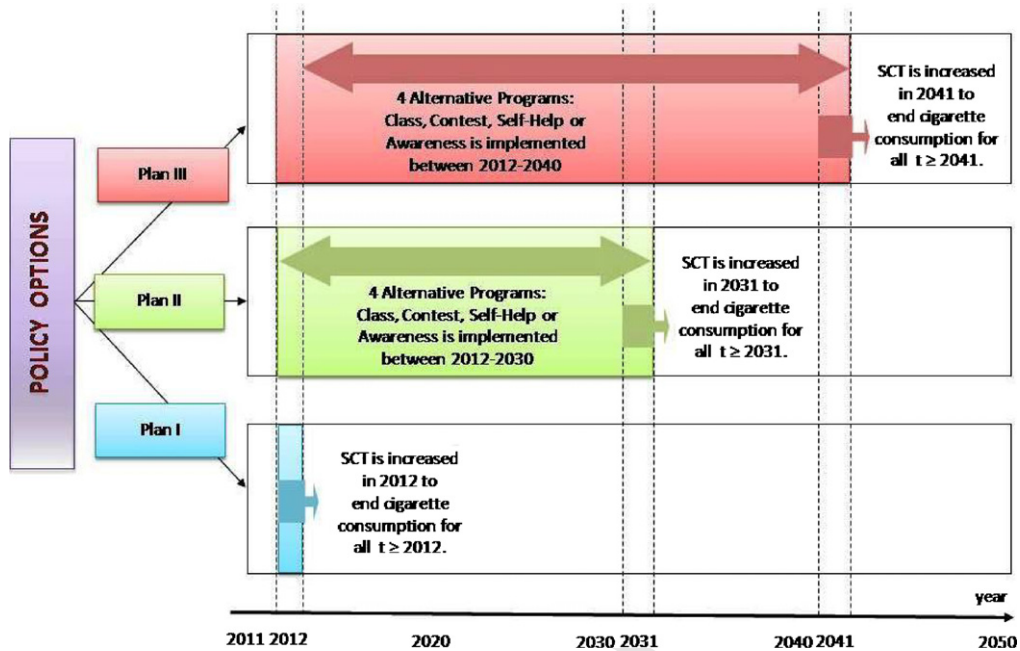 POLICY OPTIONS
Plan III
4 Alternative Programs:
Class, Contest, Self-Help or
Awareness is implemented
between 2012-2040
SCT is increased
in 2041 to
end cigarette
consumption for
all t ≥ 2041.
Plan II
4 Alternative Programs:
Class, Contest, Self-Help or
Awareness is implemented
between 2012-2030
SCT is increased
in 2031 to
end cigarette
consumption for
all t ≥ 2031.
Plan I
SCT is increased
in 2012 to
end cigarette
consumption for
all t ≥ 2012.
year
2011 2012 2020 2030 2031 2040 2041 2050